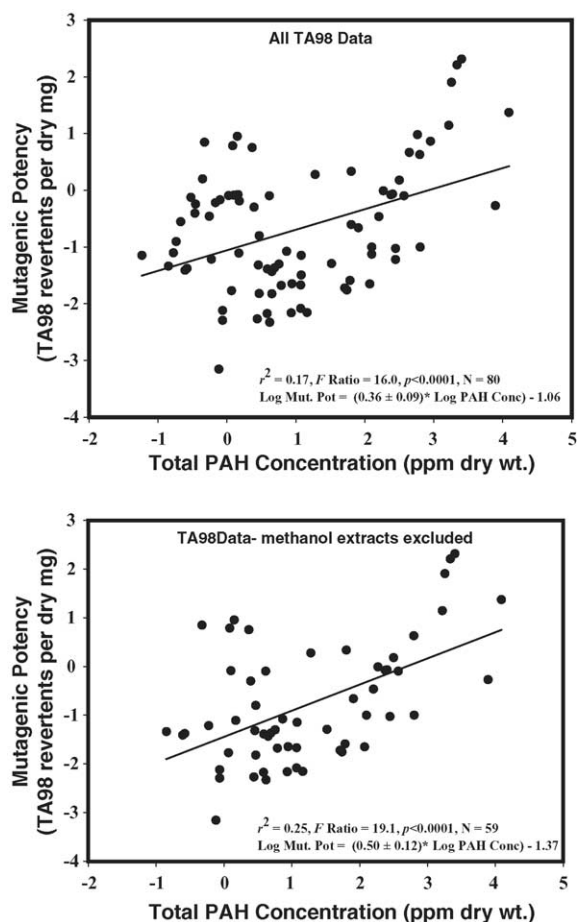 All TA98 Data
3
2
1
0
-1
-2
-3
-4
Mutagenic Potency
(TA98 revertents per dry mg)
r² = 0.17, F Ratio = 16.0, p<0.0001, N = 80
Log Mut. Pot = (0.36 ± 0.09)* Log PAH Conc) - 1.06
-2 -1 0 1 2 3 4 5
Total PAH Concentration (ppm dry wt.)
TA98Data- methanol extracts excluded
3
2
1
0
-1
-2
-3
-4
Mutagenic Potency
(TA98 revertents per dry mg)
r² = 0.25, F Ratio = 19.1, p<0.0001, N = 59
Log Mut. Pot = (0.50 ± 0.12)* Log PAH Conc) - 1.37
-2 -1 0 1 2 3 4 5
Total PAH Concentration (ppm dry wt.)